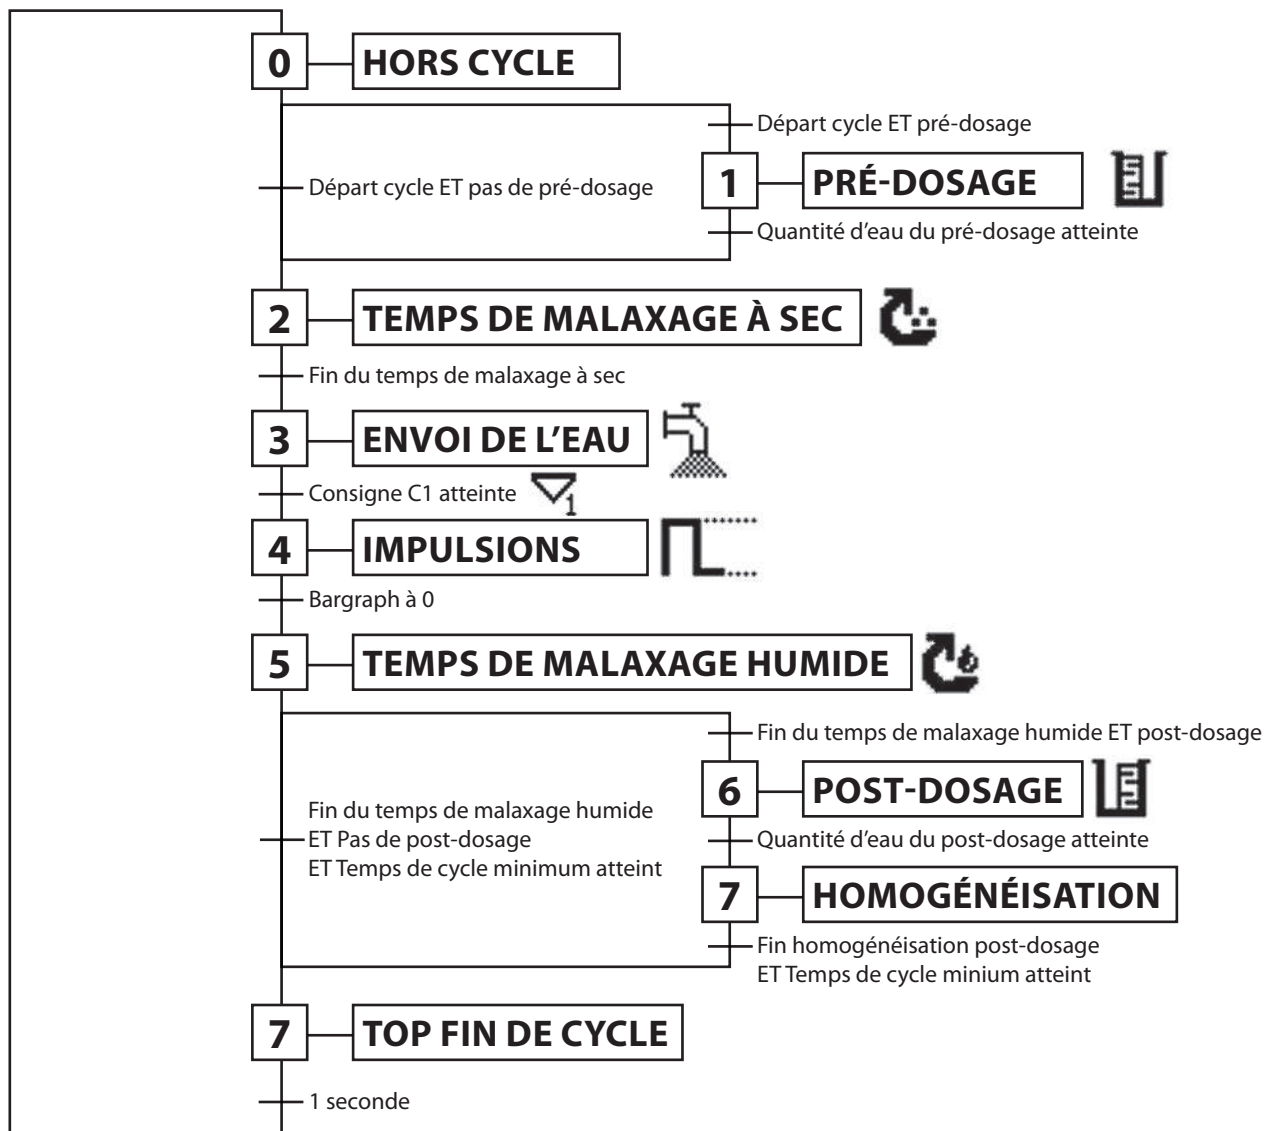 0 HORS CYCLE
Départ cycle ET pré-dosage
Départ cycle ET pas de pré-dosage
1 PRÉ-DOSAGE
Quantité d'eau du pré-dosage atteinte
2 TEMPS DE MALAXAGE À SEC
Fin du temps de malaxage à sec
3 ENVOI DE L'EAU
Consigne C1 atteinte 1
4 IMPULSIONS
Bargraph à 0
5 TEMPS DE MALAXAGE HUMIDE
Fin du temps de malaxage humide ET post-dosage
6 POST-DOSAGE
Fin du temps de malaxage humide
ET Pas de post-dosage
ET Temps de cycle minimum atteint
Quantité d'eau du post-dosage atteinte
7 HOMOGÉNÉISATION
Fin homogénéisation post-dosage
ET Temps de cycle minium atteint
7 TOP FIN DE CYCLE
1 seconde